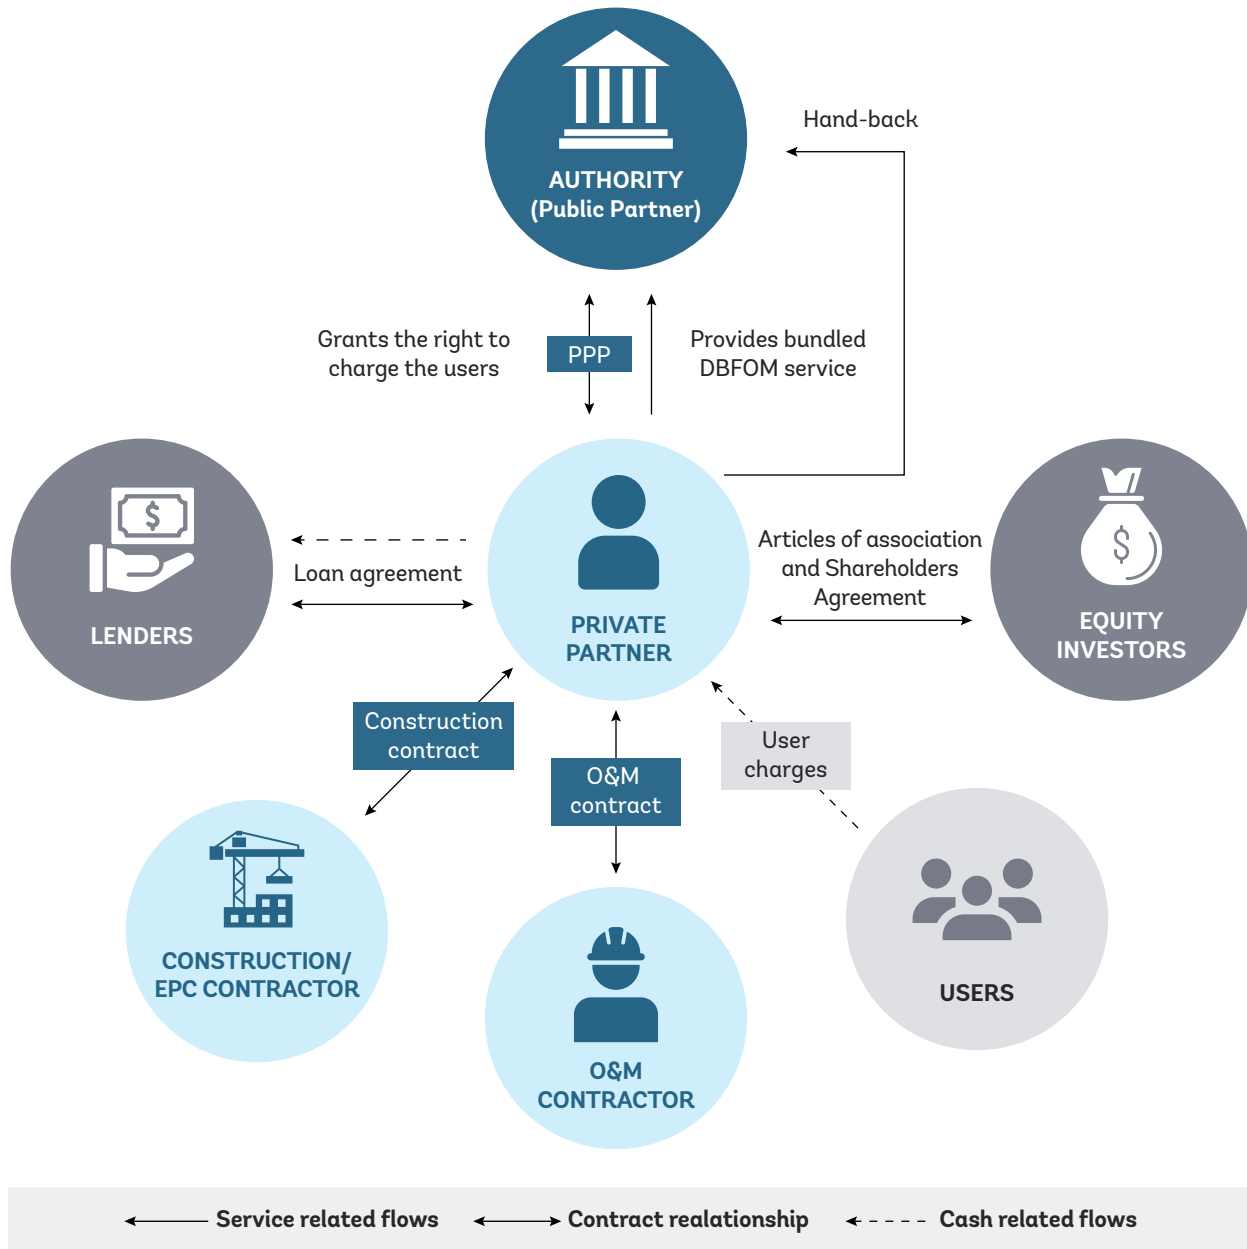 AUTHORITY
(Public Partner)
Hand-back
Grants the right to
charge the users
PPP
Provides bundled
DBFOM service
$
LENDERS
Loan agreement
PRIVATE
PARTNER
Articles of association
and Shareholders
Agreement
$
EQUITY
INVESTORS
Construction
contract
O&M
contract
User
charges
CONSTRUCTION/
EPC CONTRACTOR
O&M
CONTRACTOR
USERS
Service related flows
Contract realationship
Cash related flows